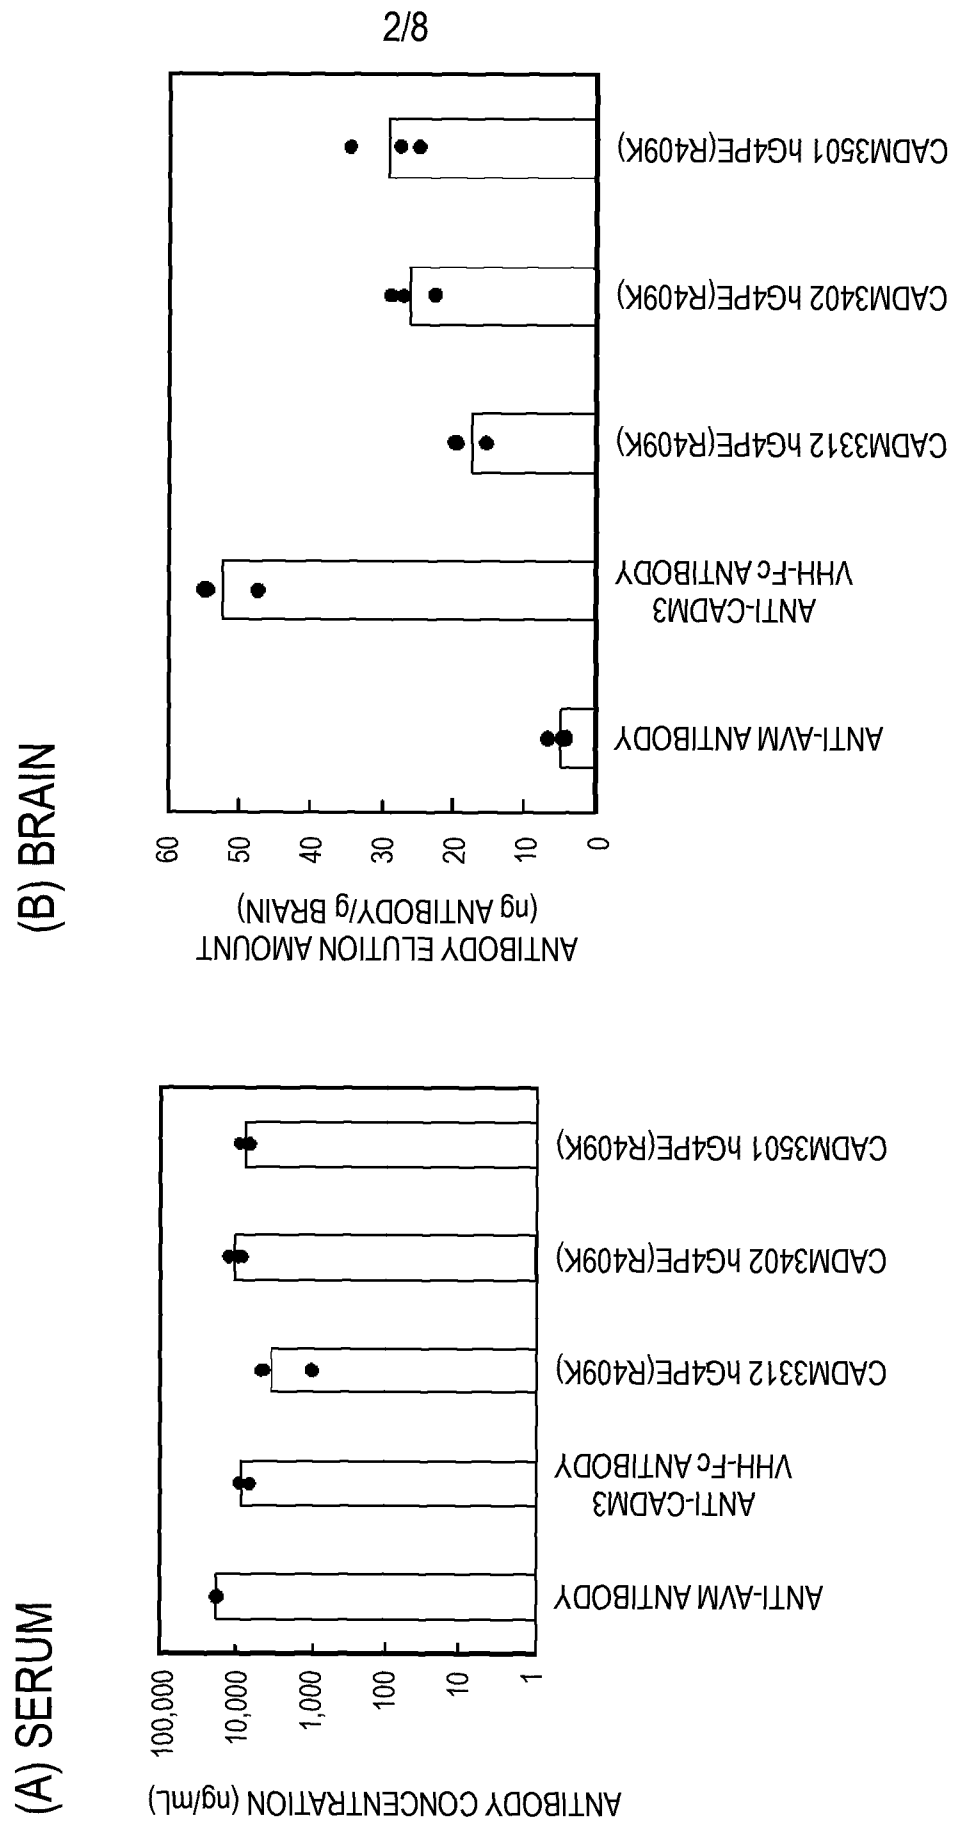 2/8
(A) SERUM
ANTIBODY CONCENTRATION (ng/mL)
100,000
10,000
1,000
100
10
1
ANTI-AVM ANTIBODY
ANTI-CADM3
VHH-Fc ANTIBODY
CADM3312 hG4PE(R409K)
CADM3402 hG4PE(R409K)
CADM3501 hG4PE(R409K)
(B) BRAIN
ANTIBODY ELUTION AMOUNT
(ng ANTIBODY/g BRAIN)
60
50
40
30
20
10
0
ANTI-AVM ANTIBODY
ANTI-CADM3
VHH-Fc ANTIBODY
CADM3312 hG4PE(R409K)
CADM3402 hG4PE(R409K)
CADM3501 hG4PE(R409K)